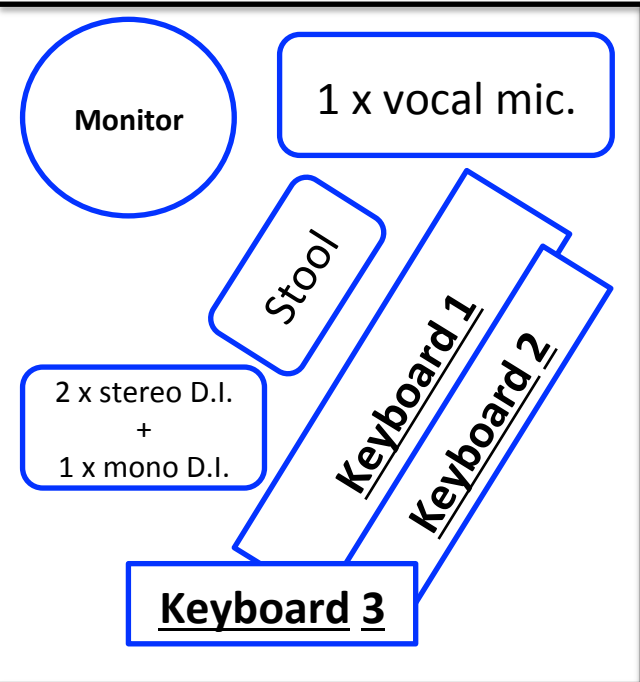 Monitor
1 x vocal mic.
Stool
Keyboard 1
Keyboard 2
2 x stereo D.I.
+
1 x mono D.I.
Keyboard 3